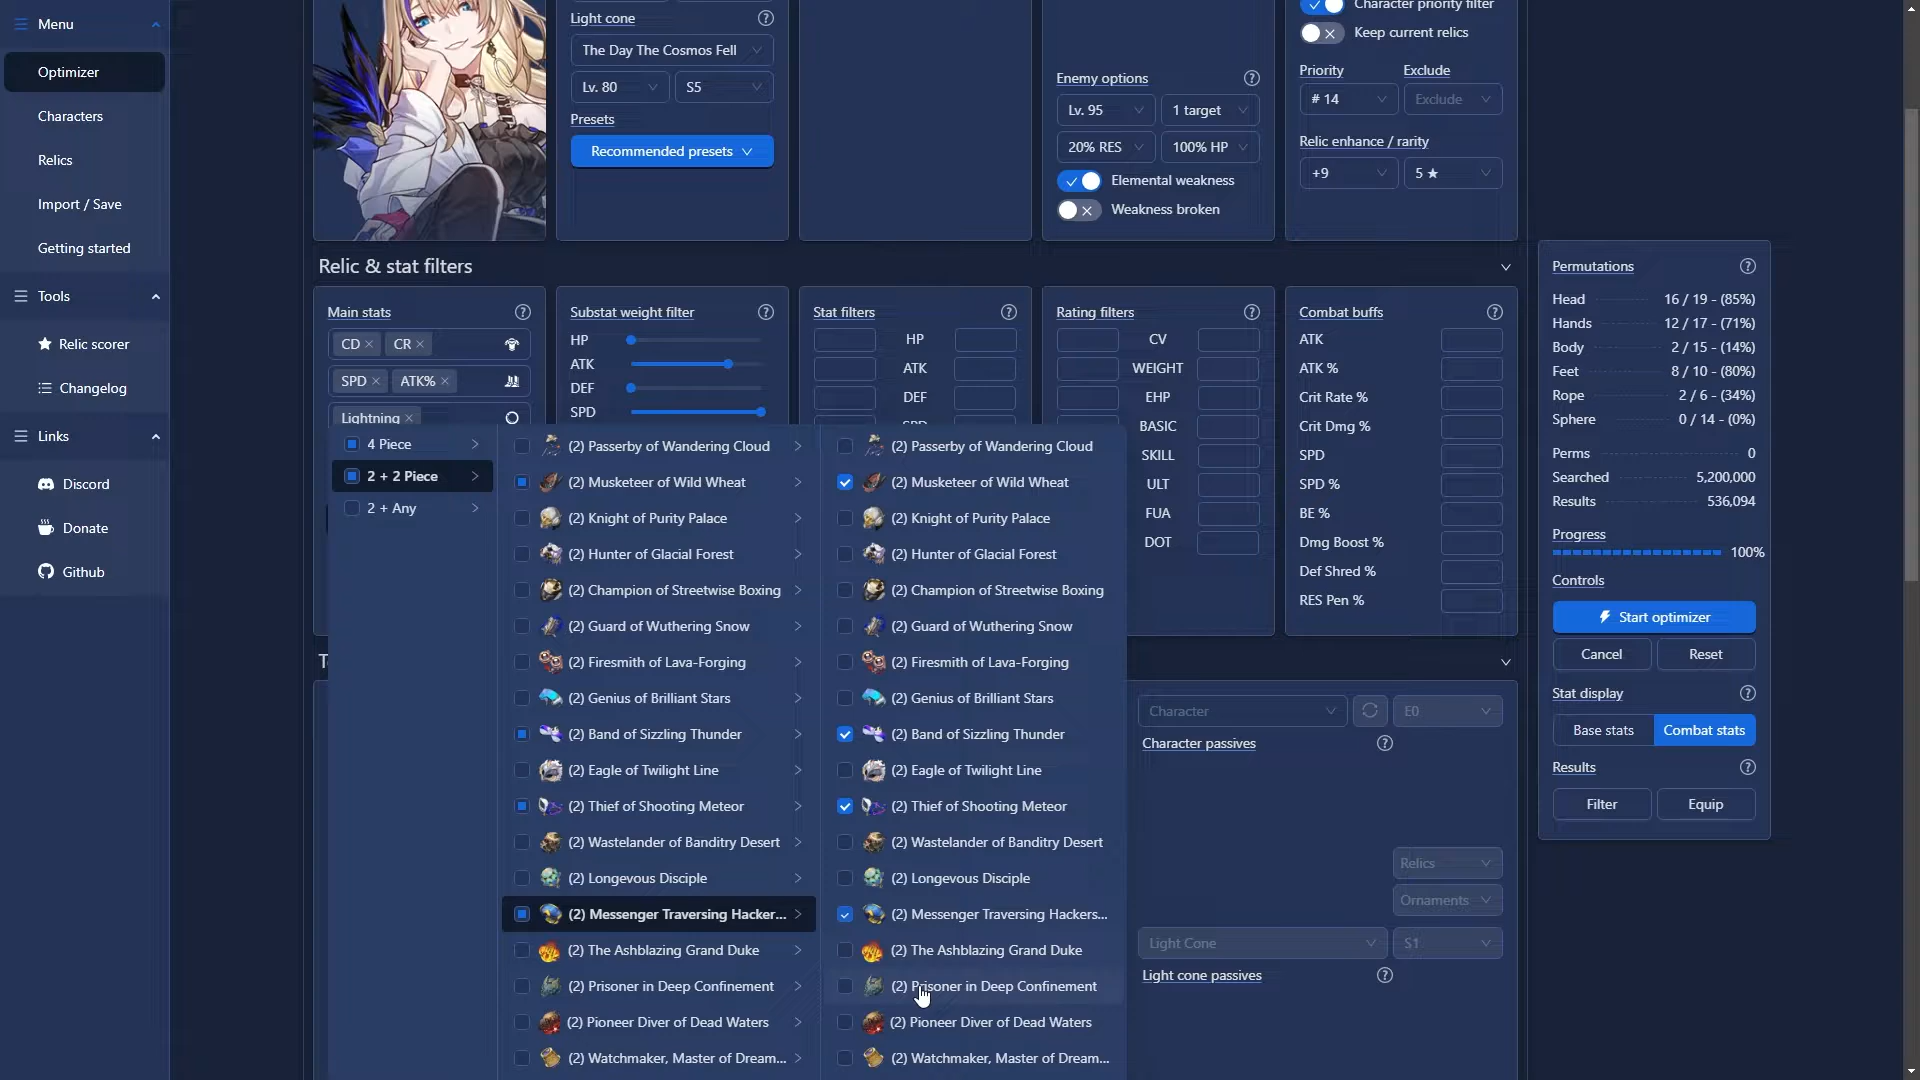 Menu
Optimizer
Characters
Relics
Import / Save
Getting started
Tools
Relic scorer
Changelog
Links
Discord
Donate
Github
Light cone
The Day The Cosmos Fell
Lv. 80
S5
Presets
Recommended presets
Enemy options
Lv. 95
1 target
20% RES
100% HP
Elemental weakness
Weakness broken
Character priority filter
Keep current relics
Priority
Exclude
# 14
Exclude
Relic enhance / rarity
+9
5 ★
Relic & stat filters
Main stats
CD
CR
SPD
ATK%
Lightning
Substat weight filter
HP
ATK
DEF
SPD
Stat filters
HP
ATK
DEF
Rating filters
CV
WEIGHT
EHP
BASIC
SKILL
ULT
FUA
DOT
Combat buffs
ATK
ATK %
Crit Rate %
Crit Dmg %
SPD
SPD %
BE %
Dmg Boost %
Def Shred %
RES Pen %
4 Piece
2 + 2 Piece
2 + Any
(2) Passerby of Wandering Cloud
(2) Musketeer of Wild Wheat
(2) Knight of Purity Palace
(2) Hunter of Glacial Forest
(2) Champion of Streetwise Boxing
(2) Guard of Wuthering Snow
(2) Firesmith of Lava-Forging
(2) Genius of Brilliant Stars
(2) Band of Sizzling Thunder
(2) Eagle of Twilight Line
(2) Thief of Shooting Meteor
(2) Wastelander of Banditry Desert
(2) Longevous Disciple
(2) Messenger Traversing Hacker...
(2) The Ashblazing Grand Duke
(2) Prisoner in Deep Confinement
(2) Pioneer Diver of Dead Waters
(2) Watchmaker, Master of Dream...
(2) Passerby of Wandering Cloud
(2) Musketeer of Wild Wheat
(2) Knight of Purity Palace
(2) Hunter of Glacial Forest
(2) Champion of Streetwise Boxing
(2) Guard of Wuthering Snow
(2) Firesmith of Lava-Forging
(2) Genius of Brilliant Stars
(2) Band of Sizzling Thunder
(2) Eagle of Twilight Line
(2) Thief of Shooting Meteor
(2) Wastelander of Banditry Desert
(2) Longevous Disciple
(2) Messenger Traversing Hackers...
(2) The Ashblazing Grand Duke
(2) Prisoner in Deep Confinement
(2) Pioneer Diver of Dead Waters
(2) Watchmaker, Master of Dream...
Character
E0
Character passives
Relics
Ornaments
Light Cone
S1
Light cone passives
Permutations
Head 16 / 19 - (85%)
Hands 12 / 17 - (71%)
Body 2 / 15 - (14%)
Feet 8 / 10 - (80%)
Rope 2 / 6 - (34%)
Sphere 0 / 14 - (0%)
Perms 0
Searched 5,200,000
Results 536,094
Progress
100%
Controls
Start optimizer
Cancel
Reset
Stat display
Base stats
Combat stats
Results
Filter
Equip